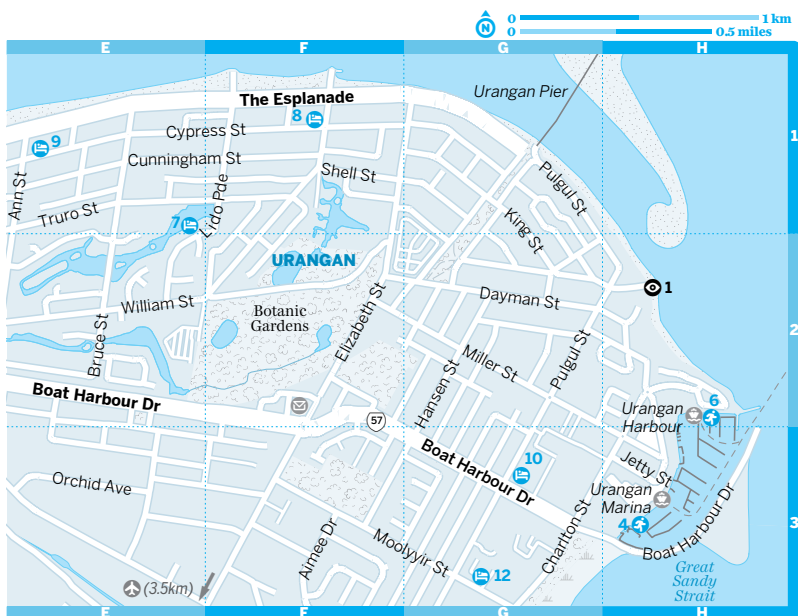 N
0
1 km
0
0.5 miles
E
F
G
H
Urangan Pier
The Esplanade
8
Cypress St
1
9
Cunningham St
Shell St
Pulgul St
Ann St
Lido Pde
Truro St
7
King St
URANGAN
1
Dayman St
William St
Botanic
Gardens
Elizabeth St
2
Bruce St
Miller St
Pulgul St
Hansen St
Boat Harbour Dr
6
Urangan
Harbour
57
Boat Harbour Dr
10
Jetty St
Orchid Ave
Urangan
Marina
4
3
Charlton St
Boat Harbour Dr
Aimee Dr
Moolyyir St
Great
Sandy
Strait
12
(3.5km)
E
F
G
H